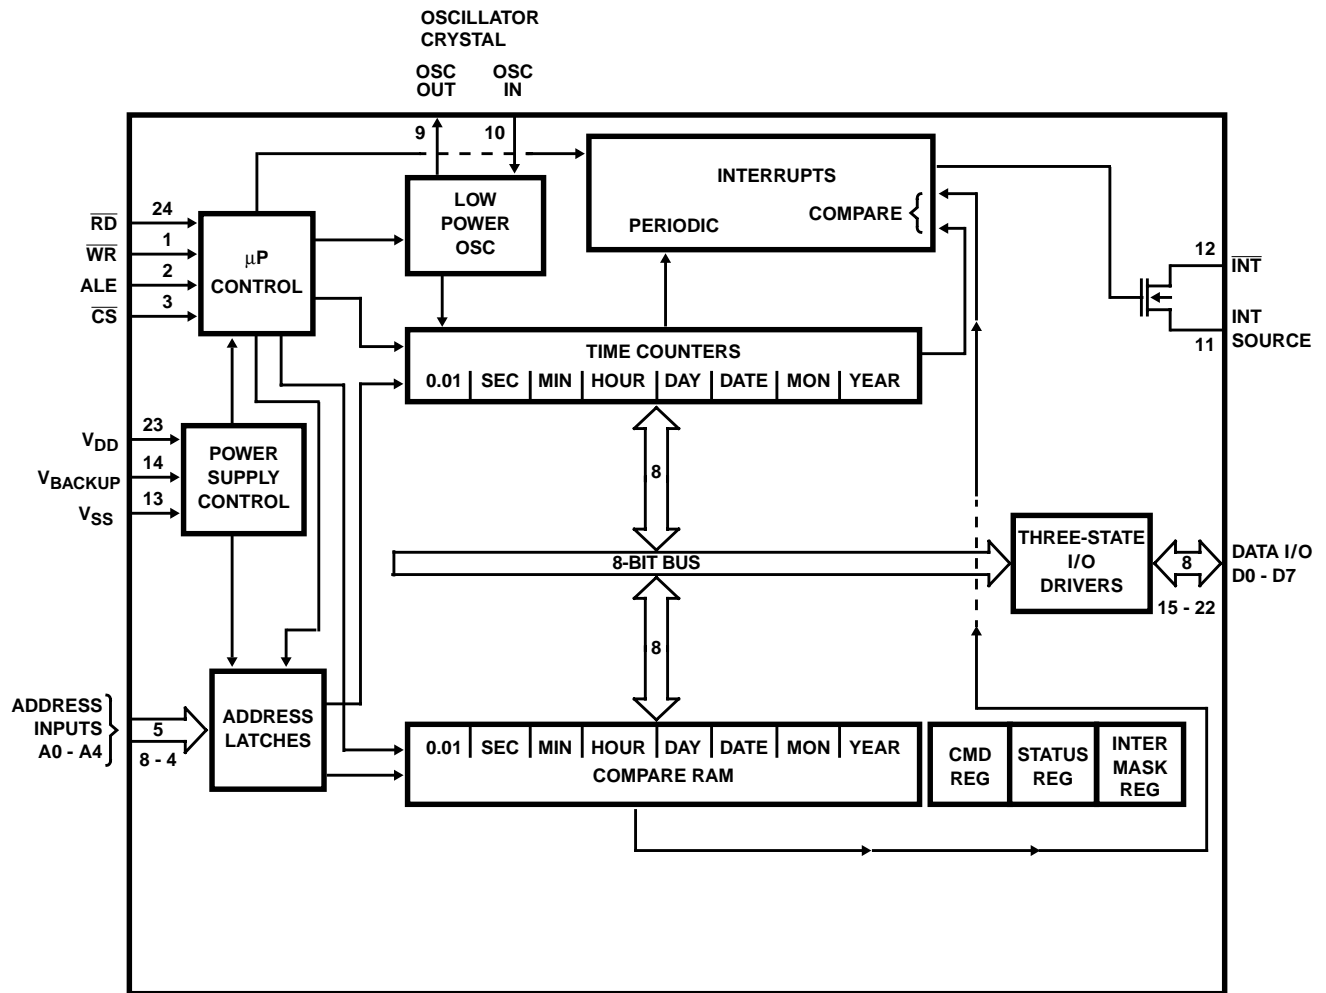 OSCILLATOR
CRYSTAL
OSC
OUT
OSC
IN
9
10
INTERRUPTS
COMPARE
PERIODIC
LOW
POWER
OSC
R̅D̅
24
W̅R̅
1
ALE
2
C̅S̅
3
μP
CONTROL
12
I̅N̅T̅
INT
SOURCE
11
TIME COUNTERS
0.01 SEC MIN HOUR DAY DATE MON YEAR
VDD
23
VBACKUP
14
VSS
13
POWER
SUPPLY
CONTROL
8
8-BIT BUS
THREE-STATE
I/O
DRIVERS
8
DATA I/O
D0 - D7
15 - 22
8
ADDRESS
INPUTS
A0 - A4
5
8 - 4
ADDRESS
LATCHES
0.01 SEC MIN HOUR DAY DATE MON YEAR
COMPARE RAM
CMD
REG
STATUS
REG
INTER
MASK
REG